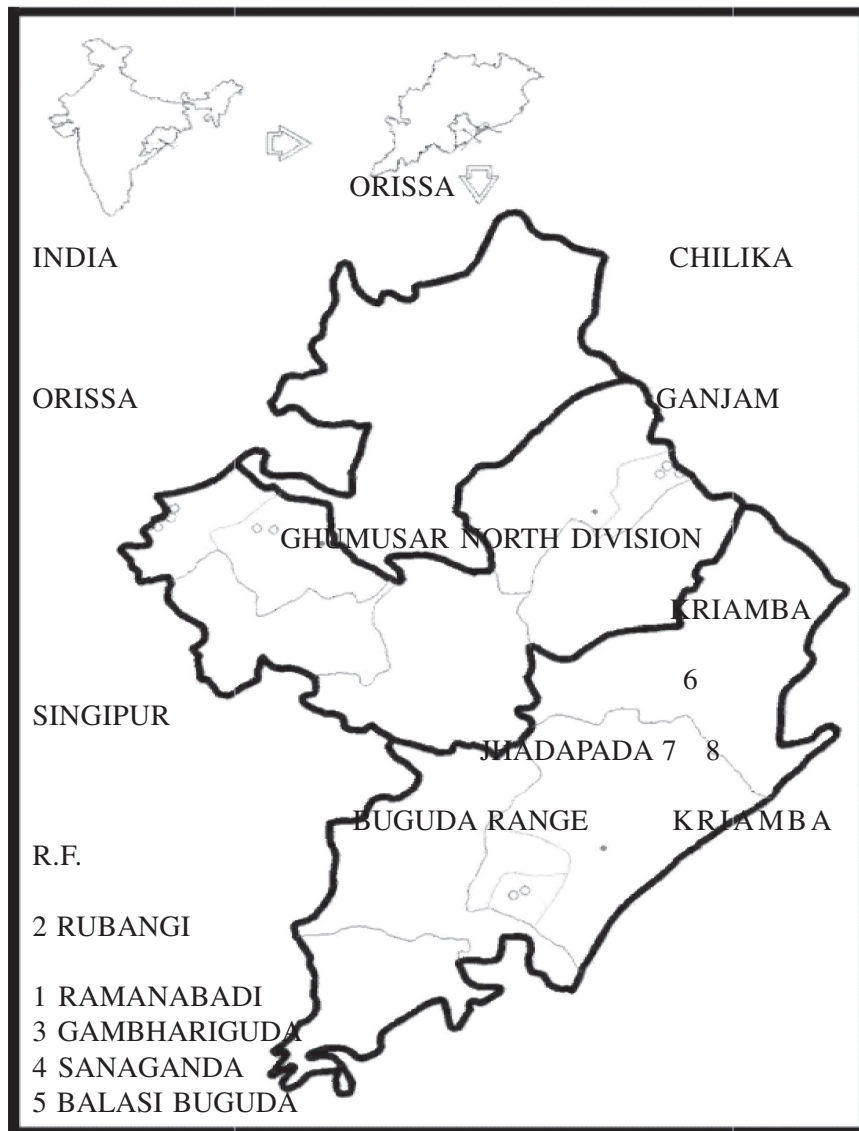 ORISSA
INDIA CHILIKA
ORISSA GANJAM
GHUMUSAR NORTH DIVISION
KRIAMBA
6
SINGIPUR
JHADAPADA 7 8
BUGUDA RANGE KRIAMBA
R.F.
2 RUBANGI
1 RAMANABADI
3 GAMBHARIGUDA
4 SANAGANDA
5 BALASI BUGUDA